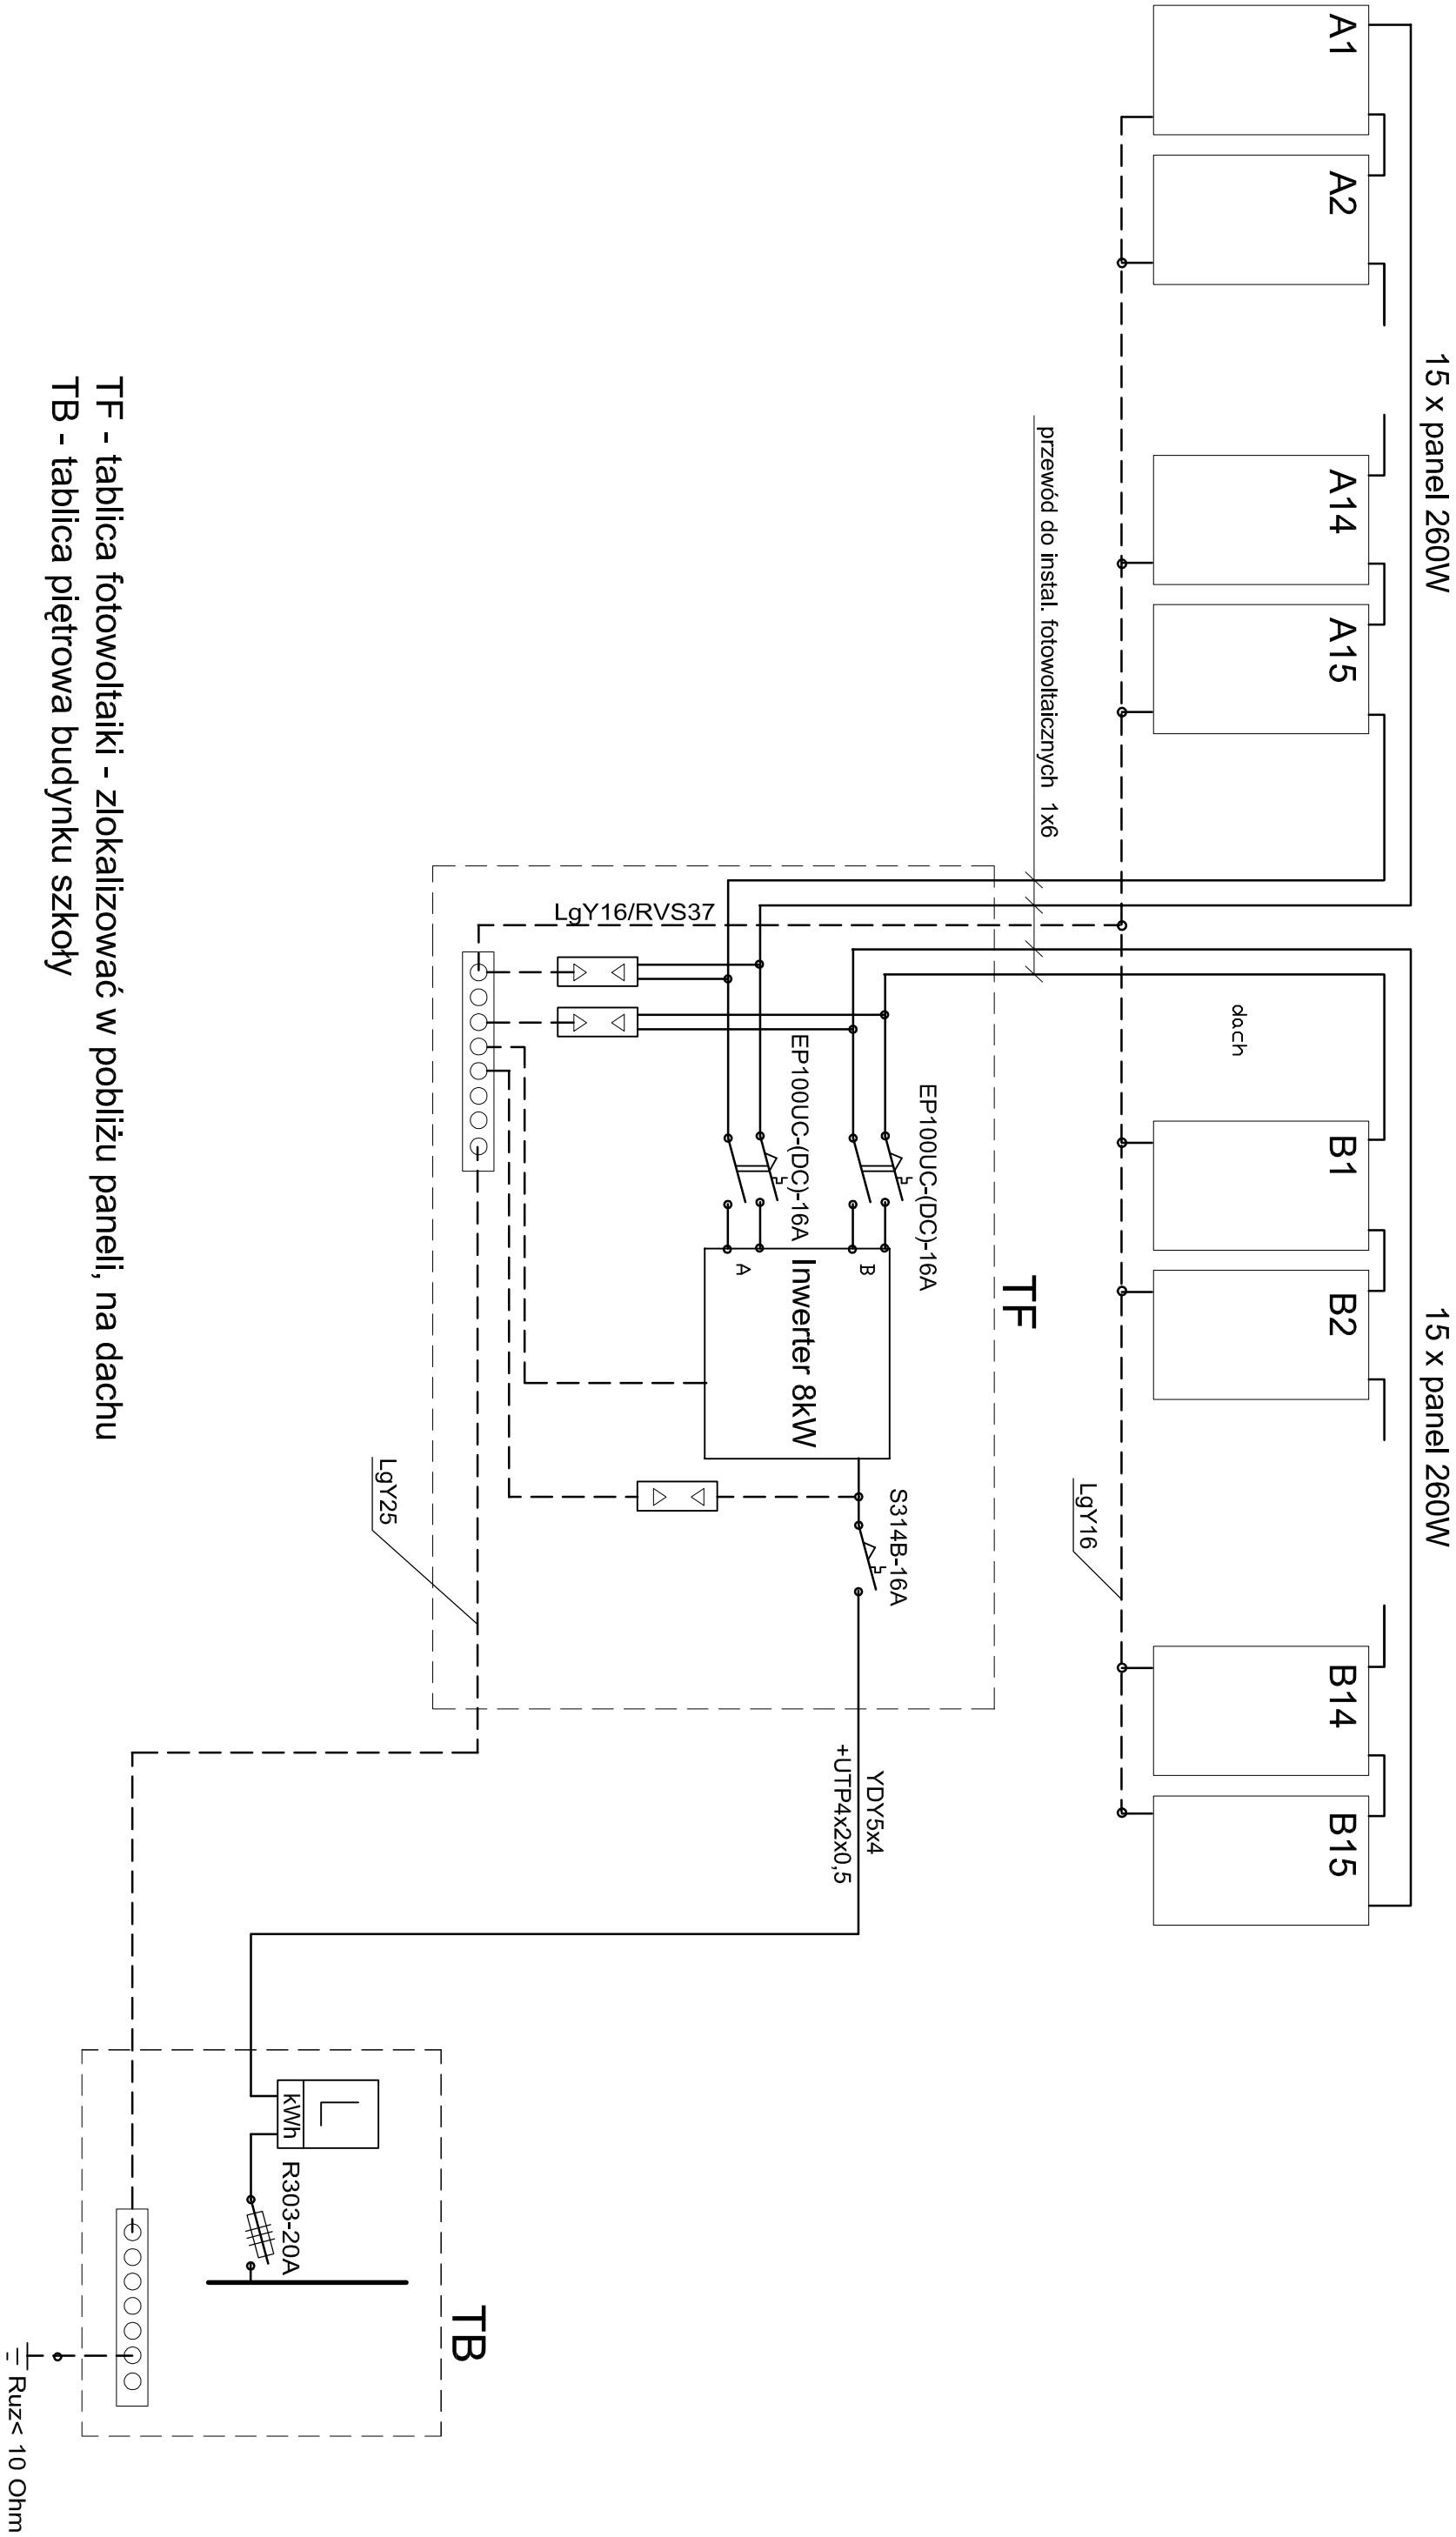 15 x panel 260W
15 x panel 260W
A1
A2
A14
A15
B1
B2
B14
B15
dach
LgY16
przewód do instal. fotowoltaicznych 1x6
TF
LgY16/RVS37
EP100UC-(DC)-16A
EP100UC-(DC)-16A
B
A
Inwerter 8kW
S314B-16A
LgY25
YDY5x4
+UTP4x2x0,5
TB
kWh
R303-20A
Ruz< 10 Ohm
TF - tablica fotowoltaiki - zlokalizować w pobliżu paneli, na dachu
TB - tablica piętrowa budynku szkoły